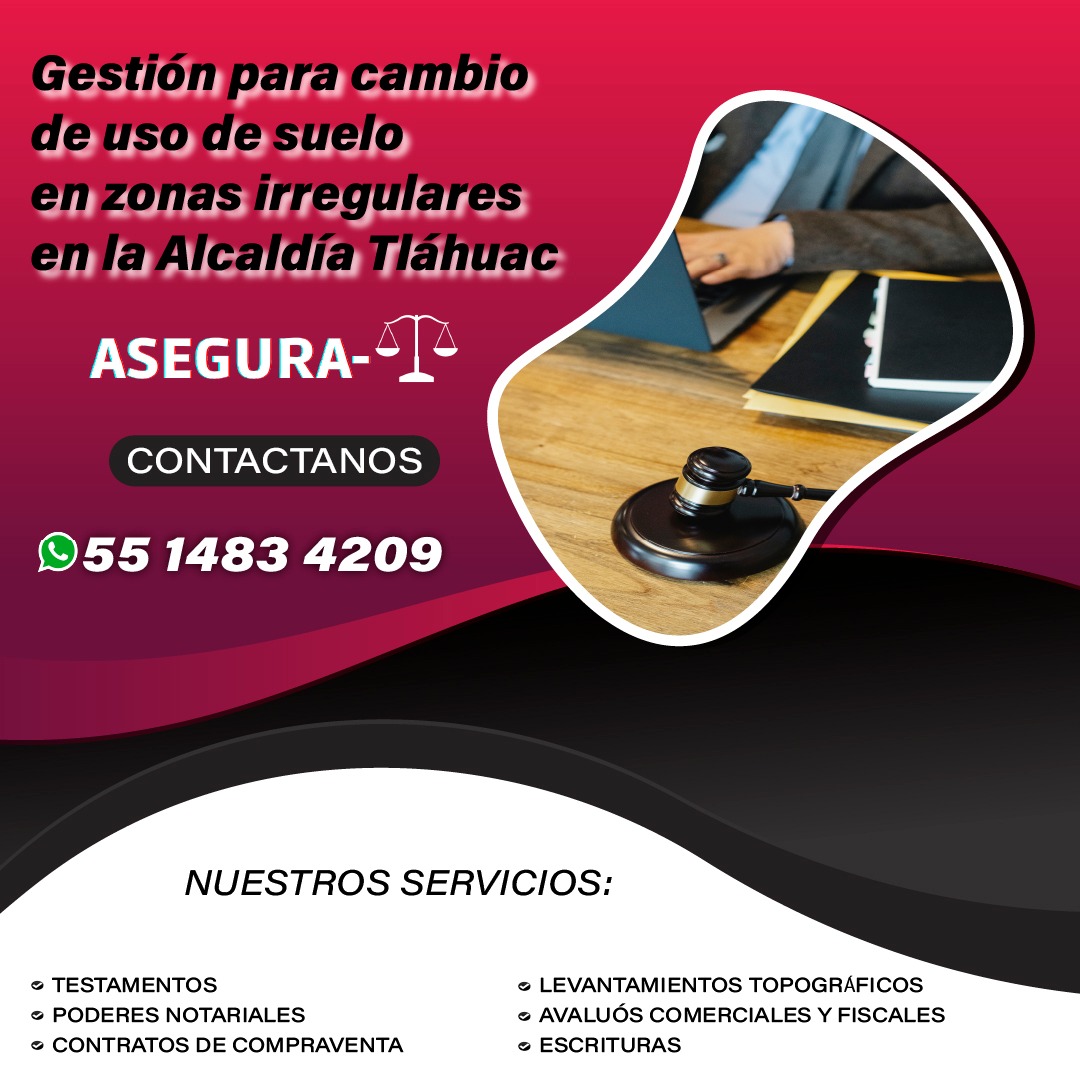 Gestión para cambio
de uso de suelo
en zonas irregulares
en la Alcaldía Tláhuac
ASEGURA-
CONTACTANOS
55 1483 4209
NUESTROS SERVICIOS:
TESTAMENTOS
PODERES NOTARIALES
CONTRATOS DE COMPRAVENTA
LEVANTAMIENTOS TOPOGRÁFICOS
AVALUÓS COMERCIALES Y FISCALES
ESCRITURAS